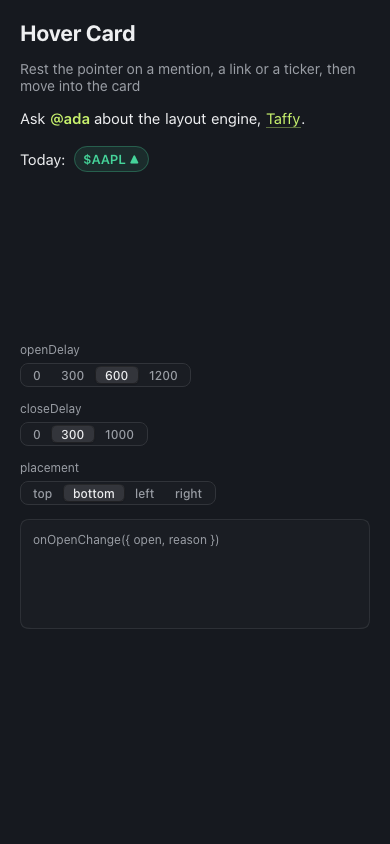 Hover Card
Rest the pointer on a mention, a link or a ticker, then
move into the card
Ask @ada about the layout engine, Taffy.
Today: $AAPL ▲
openDelay
0 300 600 1200
closeDelay
0 300 1000
placement
top bottom left right
onOpenChange({ open, reason })